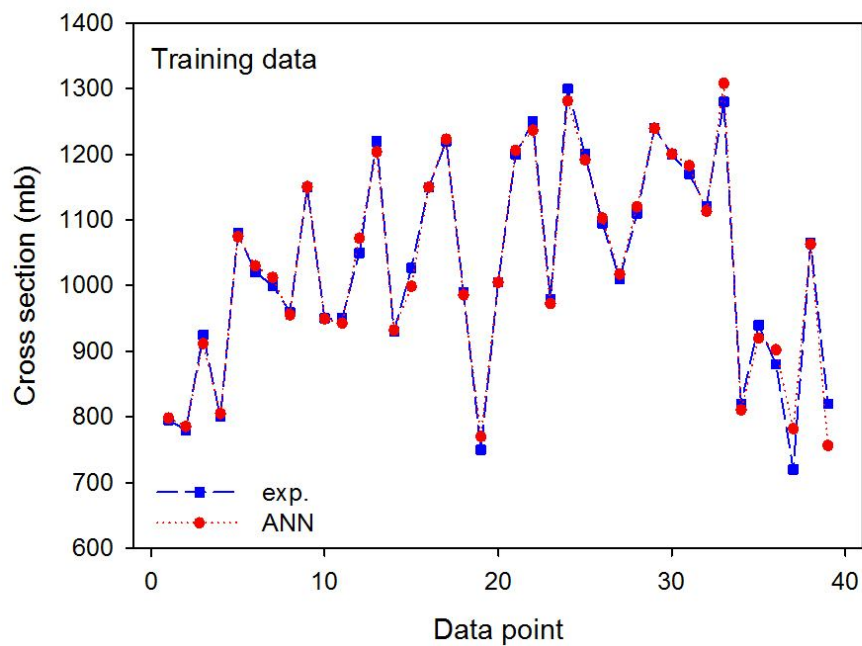 1400
1300
1200
1100
1000
900
800
700
600
Cross section (mb)
Training data
exp.
ANN
0 10 20 30 40
Data point